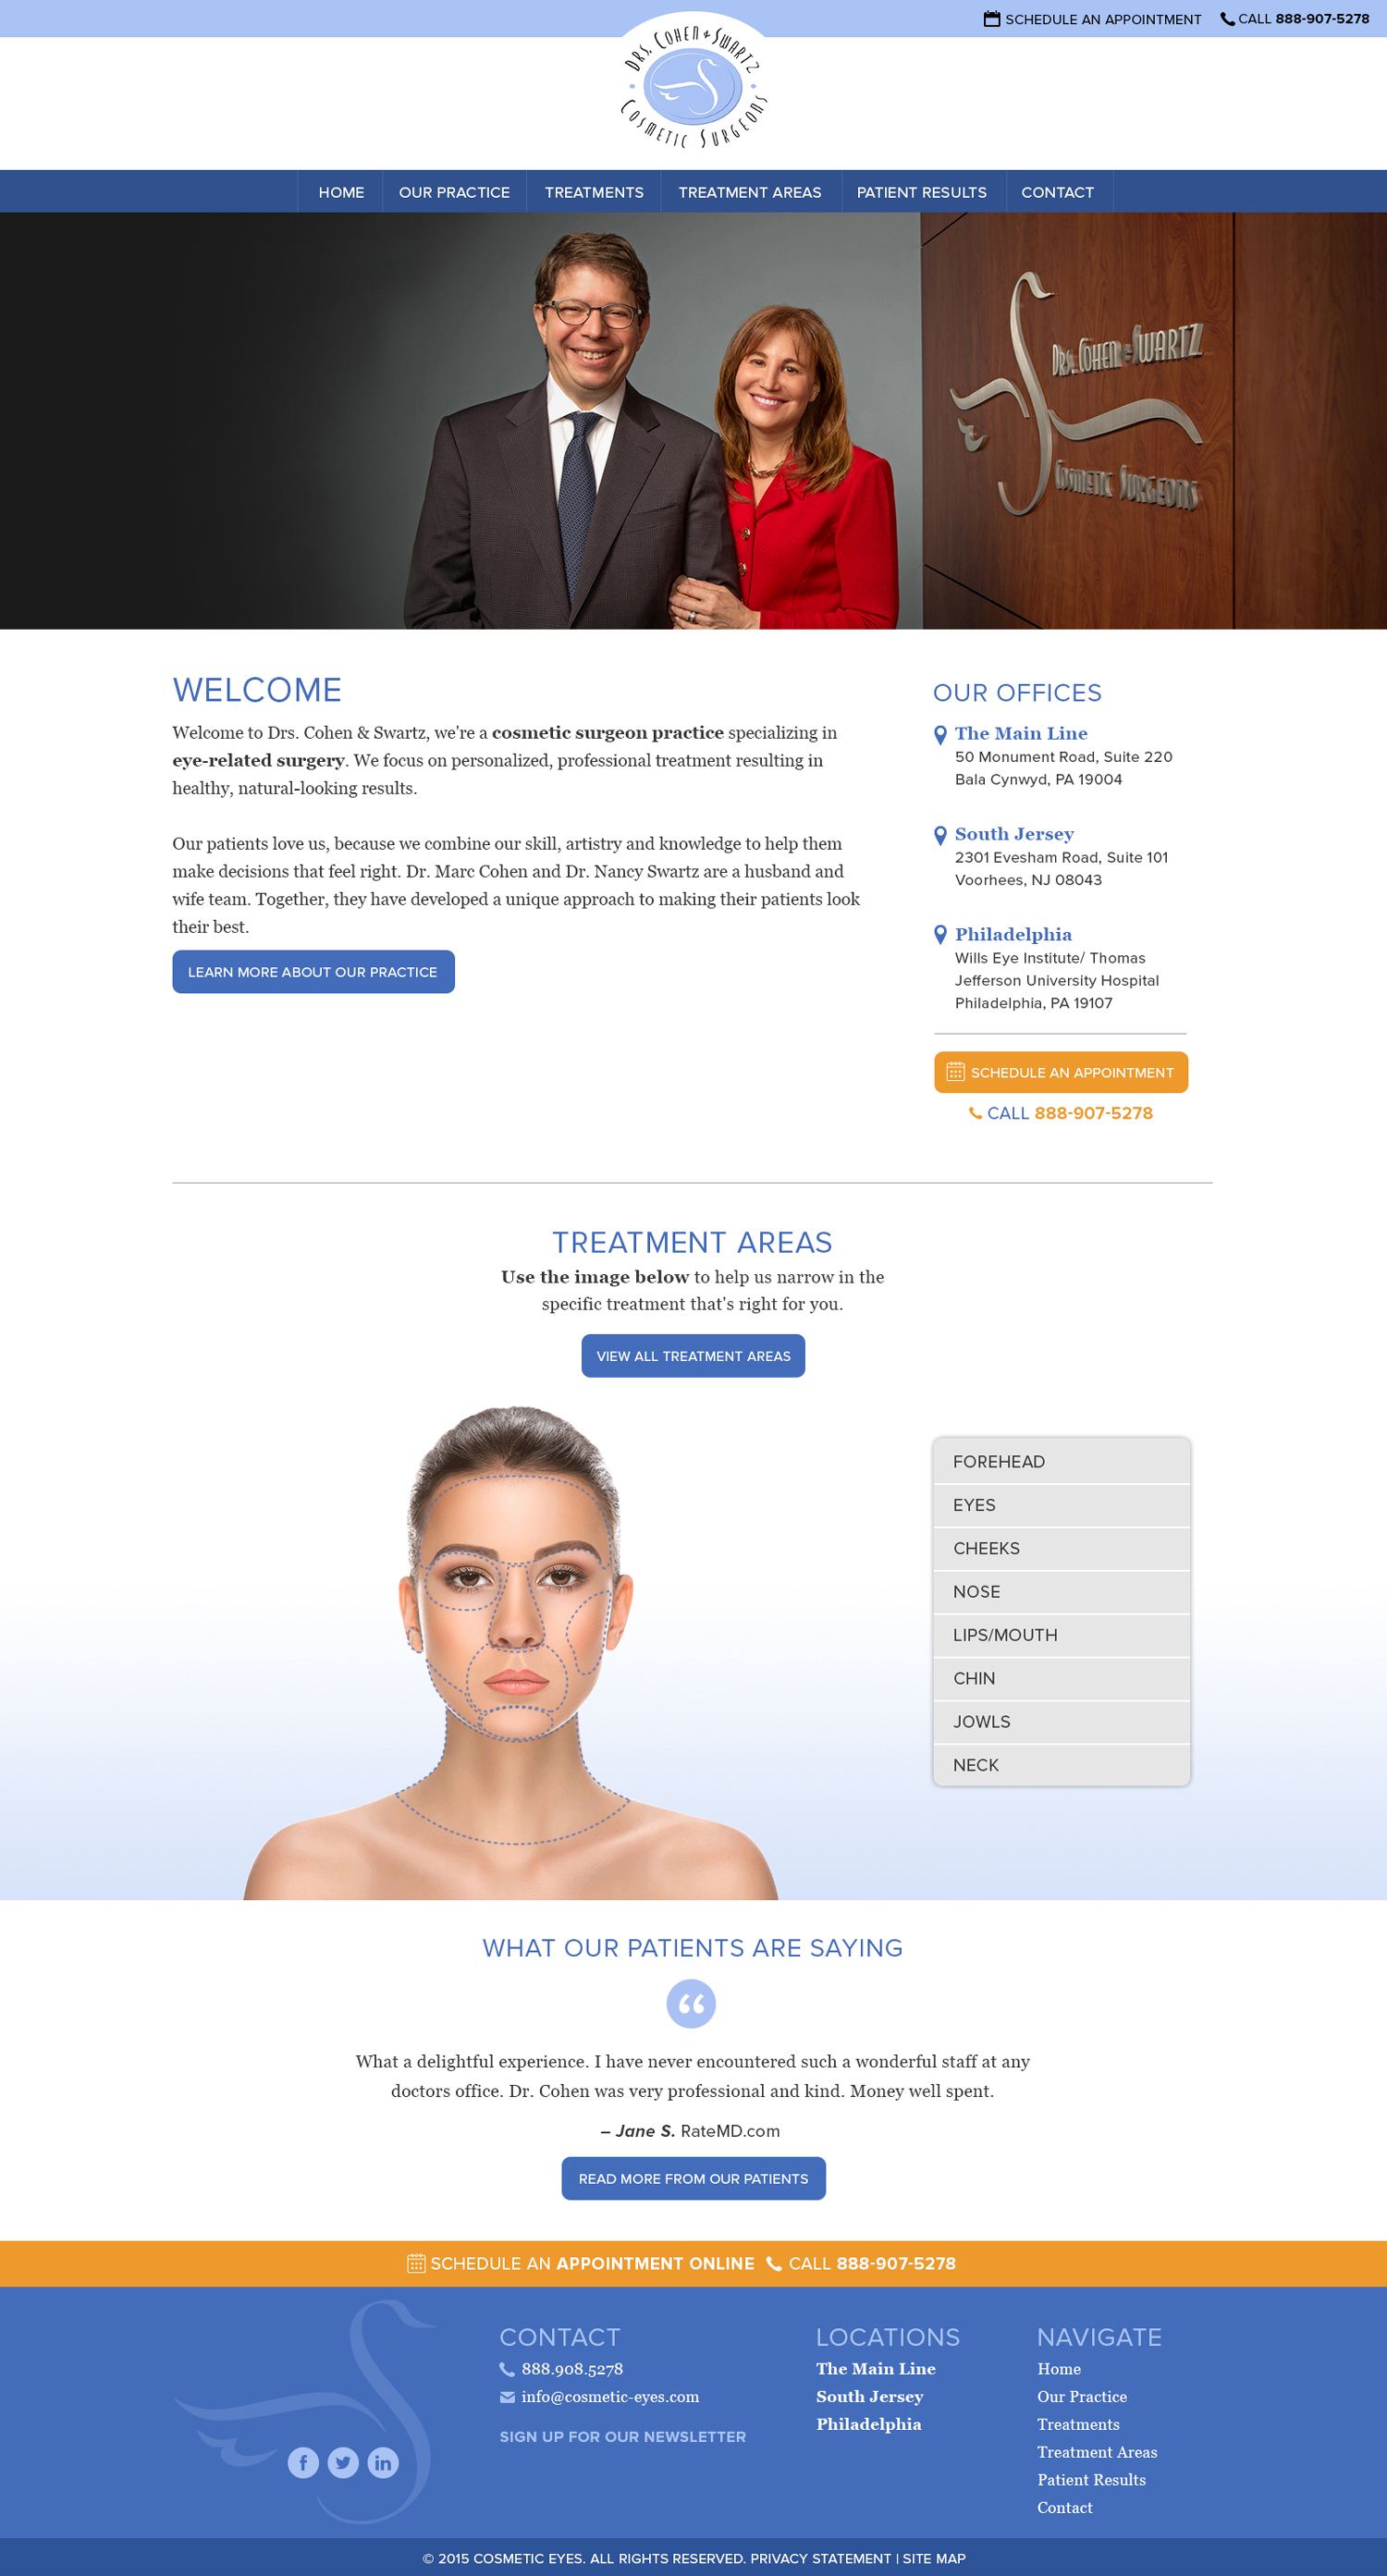 SCHEDULE AN APPOINTMENT
CALL 888-907-5278
DRS. COHEN & SWARTZ
COSMETIC SURGEONS
HOME
OUR PRACTICE
TREATMENTS
TREATMENT AREAS
PATIENT RESULTS
CONTACT
DRS. COHEN & SWARTZ
COSMETIC SURGEONS
WELCOME
Welcome to Drs. Cohen & Swartz, we're a cosmetic surgeon practice specializing in
eye-related surgery. We focus on personalized, professional treatment resulting in
healthy, natural-looking results.
Our patients love us, because we combine our skill, artistry and knowledge to help them
make decisions that feel right. Dr. Marc Cohen and Dr. Nancy Swartz are a husband and
wife team. Together, they have developed a unique approach to making their patients look
their best.
LEARN MORE ABOUT OUR PRACTICE
OUR OFFICES
The Main Line
50 Monument Road, Suite 220
Bala Cynwyd, PA 19004
South Jersey
2301 Evesham Road, Suite 101
Voorhees, NJ 08043
Philadelphia
Wills Eye Institute/ Thomas
Jefferson University Hospital
Philadelphia, PA 19107
SCHEDULE AN APPOINTMENT
CALL 888-907-5278
TREATMENT AREAS
Use the image below to help us narrow in the
specific treatment that's right for you.
VIEW ALL TREATMENT AREAS
FOREHEAD
EYES
CHEEKS
NOSE
LIPS/MOUTH
CHIN
JOWLS
NECK
WHAT OUR PATIENTS ARE SAYING
“
What a delightful experience. I have never encountered such a wonderful staff at any
doctors office. Dr. Cohen was very professional and kind. Money well spent.
– Jane S. RateMD.com
READ MORE FROM OUR PATIENTS
SCHEDULE AN APPOINTMENT ONLINE CALL 888-907-5278
CONTACT
888.908.5278
info@cosmetic-eyes.com
SIGN UP FOR OUR NEWSLETTER
f
in
LOCATIONS
The Main Line
South Jersey
Philadelphia
NAVIGATE
Home
Our Practice
Treatments
Treatment Areas
Patient Results
Contact
© 2015 COSMETIC EYES. ALL RIGHTS RESERVED. PRIVACY STATEMENT | SITE MAP